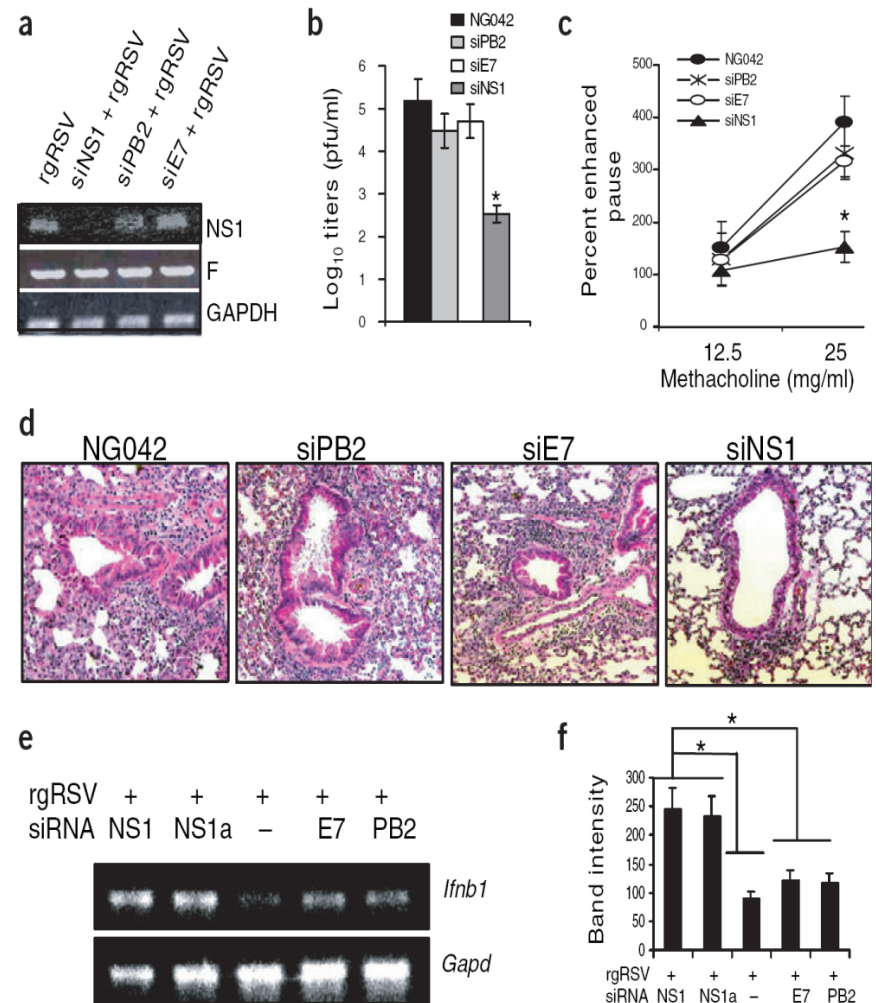 a
rgRSV
siNS1 + rgRSV
siPB2 + rgRSV
siE7 + rgRSV
NS1
F
GAPDH
b
NG042
siPB2
siE7
siNS1
Log10 titers (pfu/ml)
6
5
4
3
2
1
0
*
c
NG042
siPB2
siE7
siNS1
Percent enhanced
pause
500
400
300
200
100
0
*
12.5 25
Methacholine (mg/ml)
d
NG042 siPB2 siE7 siNS1
e
rgRSV + + + + +
siRNA NS1 NS1a – E7 PB2
Ifnb1
Gapd
f
* *
Band intensity
300
250
200
150
100
50
0
rgRSV + + + + +
siRNA NS1 NS1a – E7 PB2